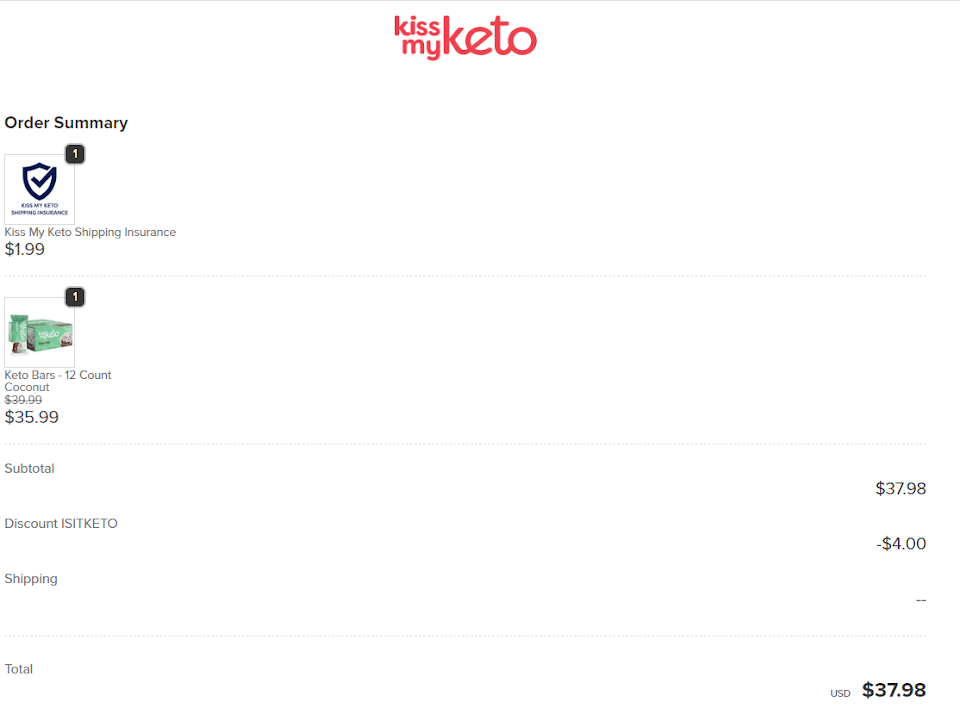 kiss
my keto
Order Summary
1
KISS MY KETO
SHIPPING INSURANCE
Kiss My Keto Shipping Insurance
$1.99
1
keto
Keto Bars - 12 Count
Coconut
$39.99
$35.99
Subtotal
$37.98
Discount ISITKETO
-$4.00
Shipping
--
Total
USD $37.98